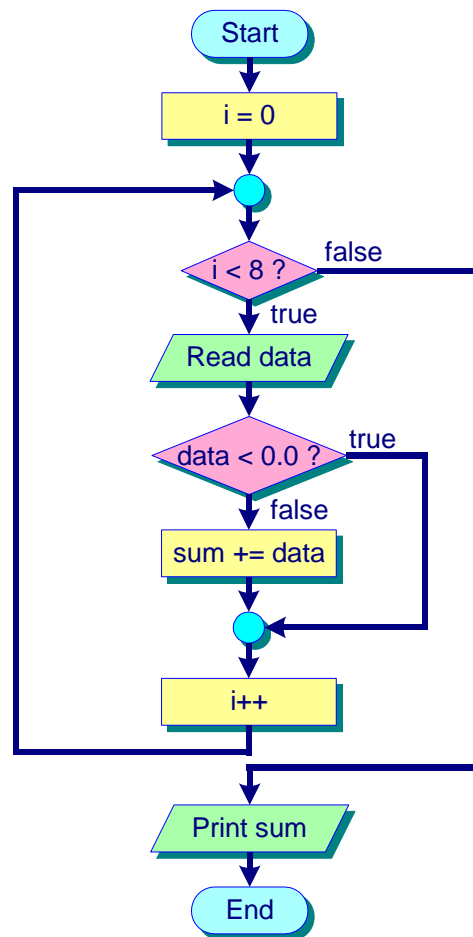 Start
i = 0
i < 8 ?
false
true
Read data
data < 0.0 ?
true
false
sum += data
i++
Print sum
End